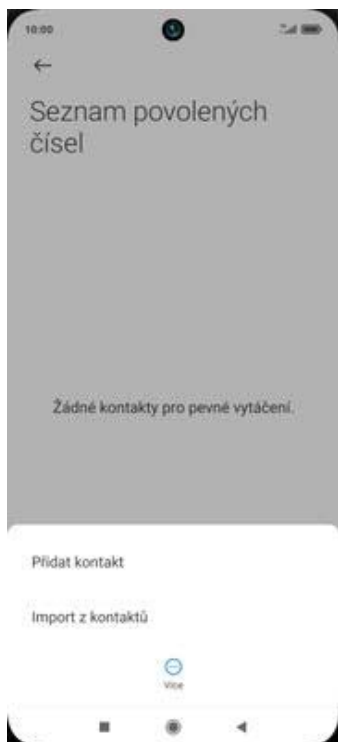 10:00
Seznam povolených
čísel
Žádné kontakty pro pevné vytáčení.
Přidat kontakt
Import z kontaktů
Více